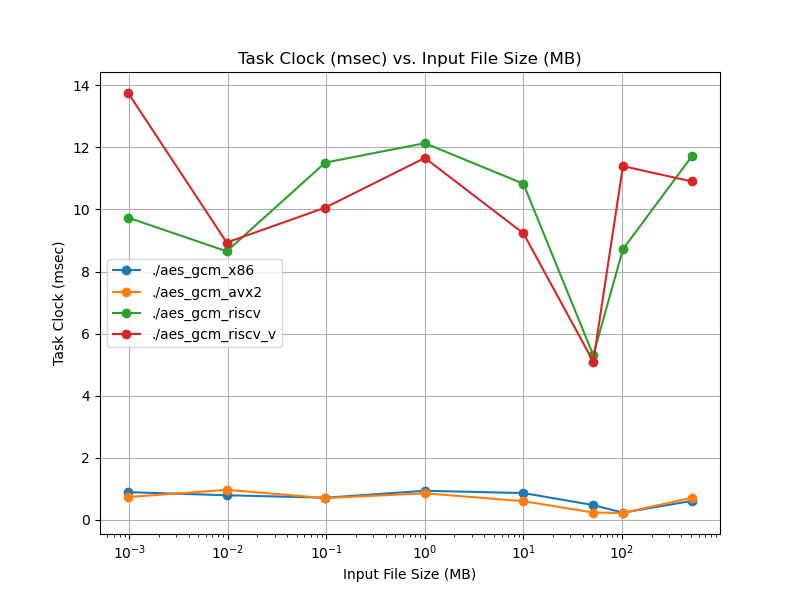 Task Clock (msec) vs. Input File Size (MB)
14
12
10
8
6
4
2
0
Task Clock (msec)
./aes_gcm_x86
./aes_gcm_avx2
./aes_gcm_riscv
./aes_gcm_riscv_v
10⁻³ 10⁻² 10⁻¹ 10⁰ 10¹ 10²
Input File Size (MB)